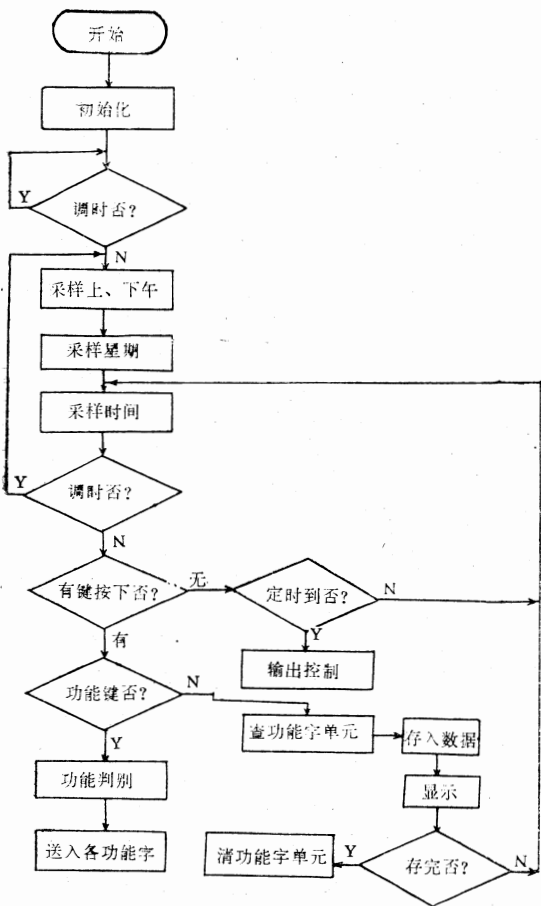 开始
初始化
Y
调时否?
N
采样上、下午
采样星期
采样时间
Y
调时否?
N
有键按下否?
无
定时到否?
N
有
Y
输出控制
功能键否?
N
Y
查功能字单元
存入数据
功能判别
显示
送入各功能字
清功能字单元
Y
存完否?
N